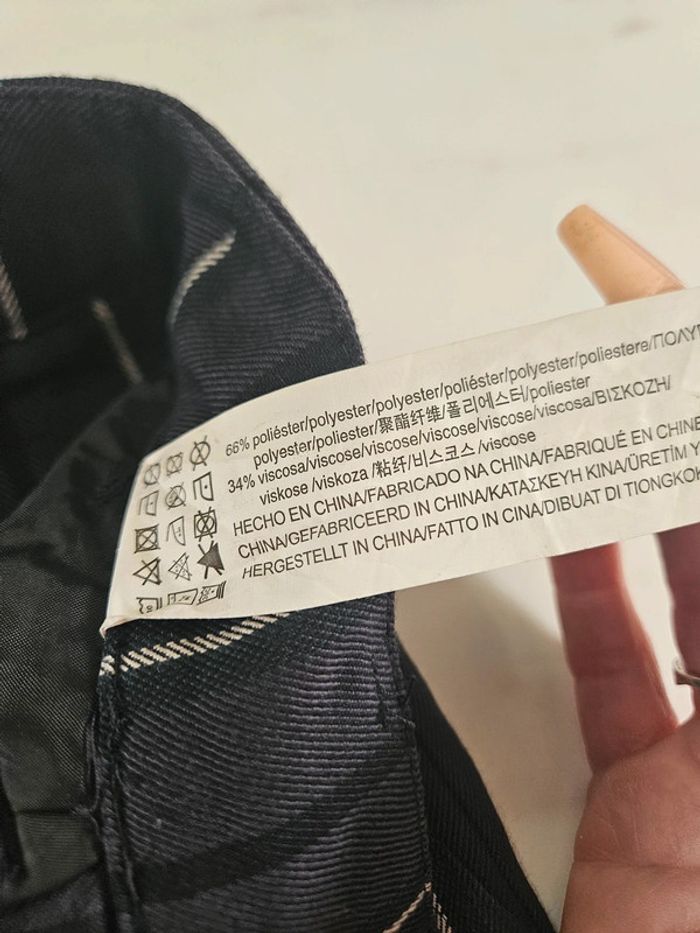 66% poliéster/polyester/polyester/poliéster/polyester/poliestere/ΠΟΛΥ
polyester/poliester/聚酯纤维/폴리에스터/poliester
34% viscosa/viscose/viscose/viscose/viscose/viscosa/ΒΙΣΚΟΖΗ/
viskose /viskoza /粘纤/비스코스 /viscose
HECHO EN CHINA/FABRICADO NA CHINA/FABRIQUÉ EN CHINE
CHINA/GEFABRICEERD IN CHINA/ΚΑΤΑΣΚΕΥΗ ΚΙΝΑ/ÜRETİM Y
HERGESTELLT IN CHINA/FATTO IN CINA/DIBUAT DI TIONGKO